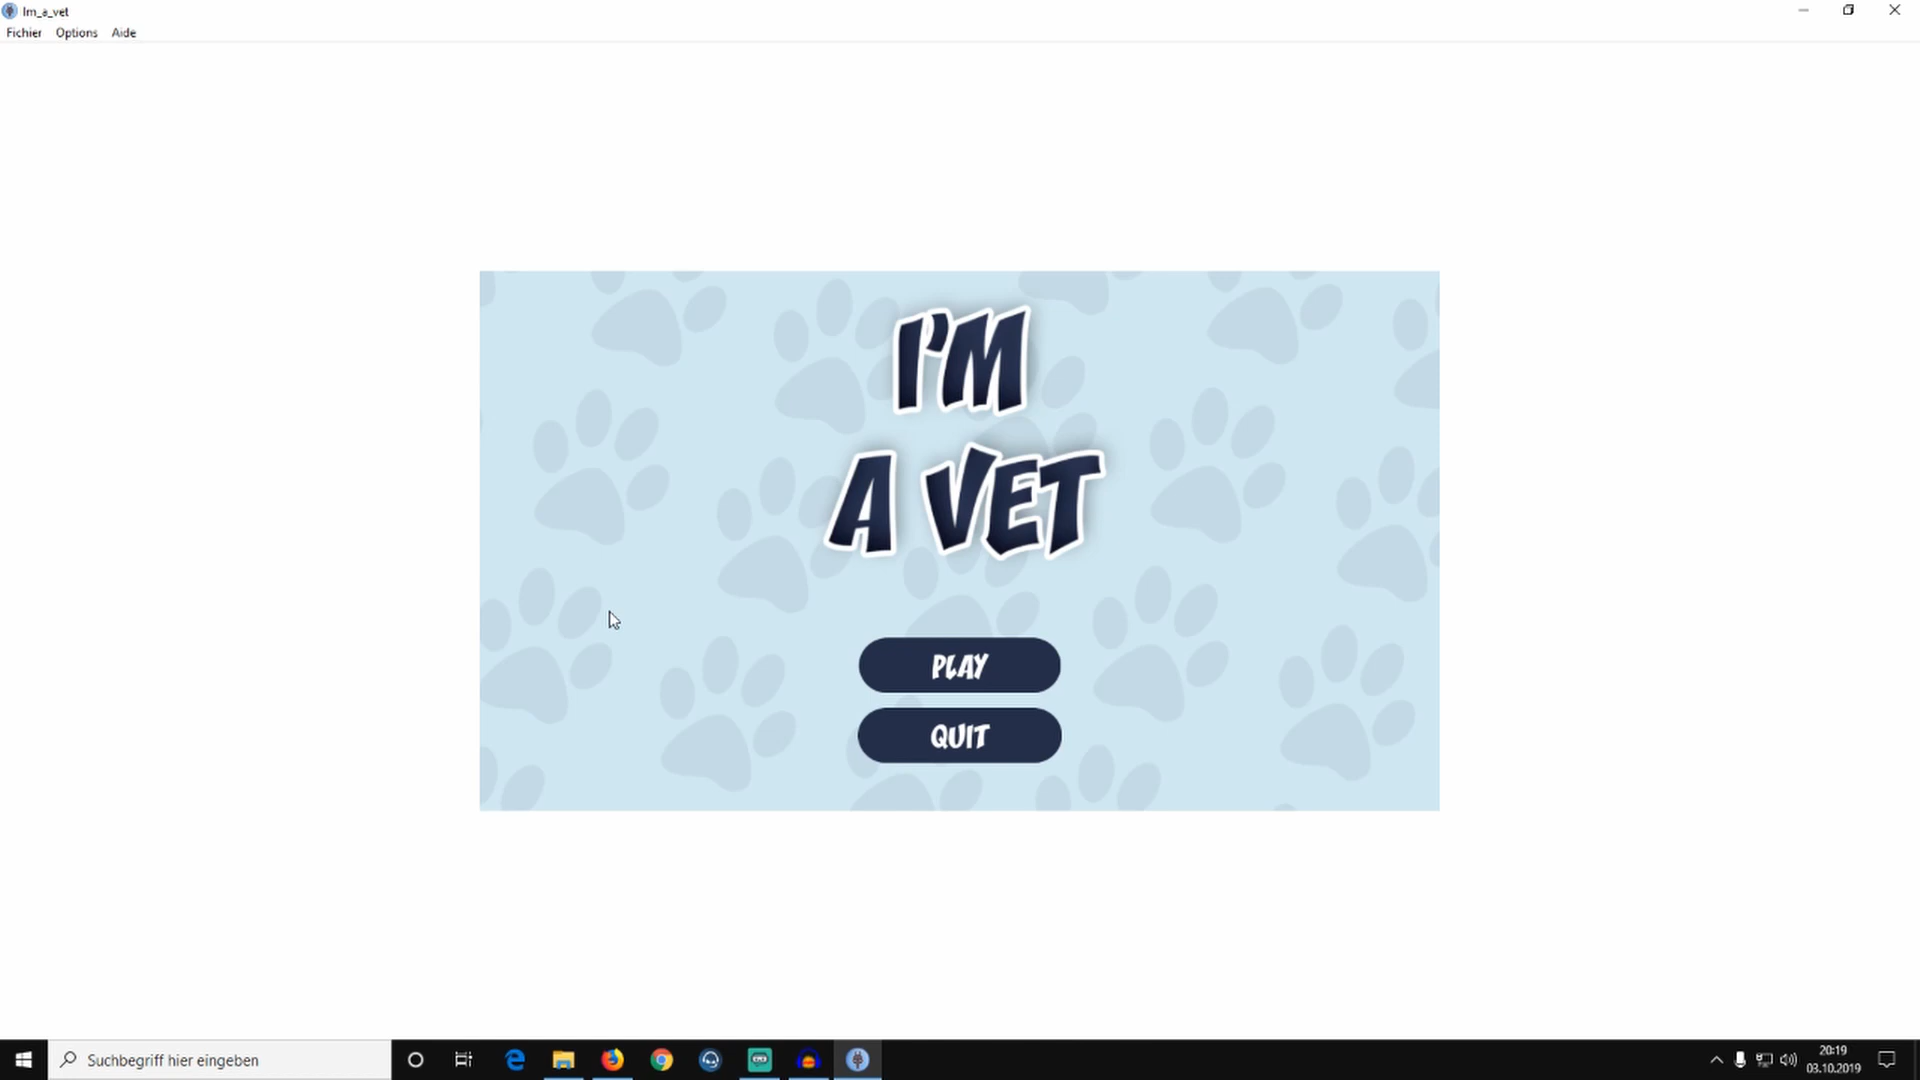 Im_a_vet
Fichier Options Aide
I'M
A VET
PLAY
QUIT
Suchbegriff hier eingeben
20:19
03.10.2019